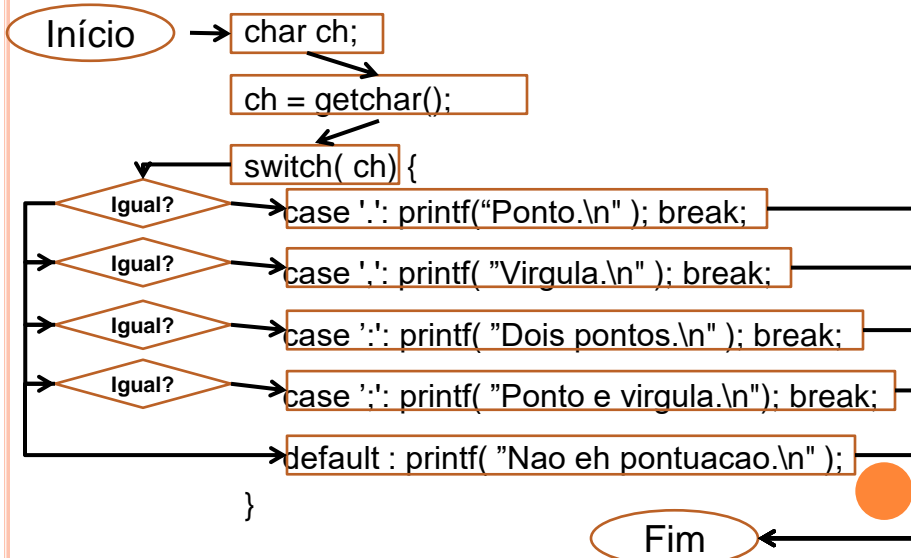 Início
char ch;
ch = getchar();
switch( ch) {
Igual?
case '.': printf(“Ponto.\n" ); break;
Igual?
case ',': printf( ”Virgula.\n" ); break;
Igual?
case ’:': printf( ”Dois pontos.\n" ); break;
Igual?
case ’;': printf( ”Ponto e virgula.\n"); break;
default : printf( ”Nao eh pontuacao.\n" );
}
Fim